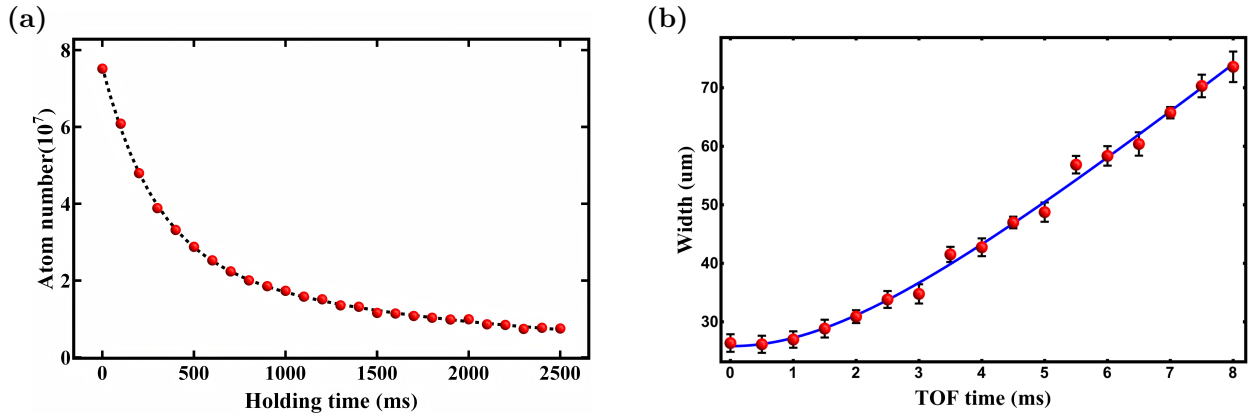 (a)
(b)
8
6
4
2
0
Atom number(10⁷)
0 500 1000 1500 2000 2500
Holding time (ms)
70
60
50
40
30
Width (um)
0 1 2 3 4 5 6 7 8
TOF time (ms)